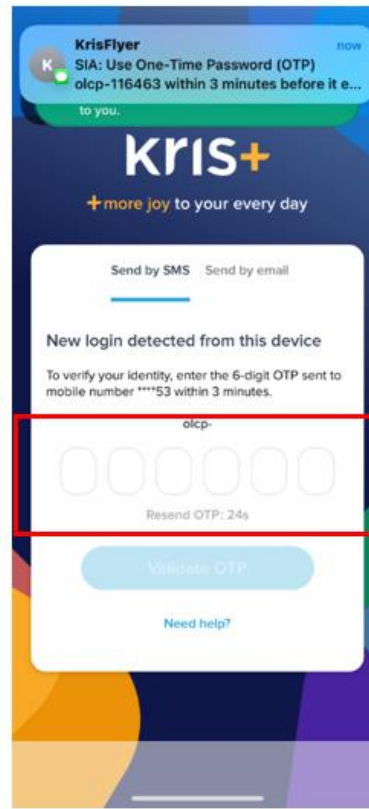 KrisFlyer now
SIA: Use One-Time Password (OTP)
olcp-116463 within 3 minutes before it e...
to you.
kris+
+more joy to your every day
Send by SMS Send by email
New login detected from this device
To verify your identity, enter the 6-digit OTP sent to
mobile number ****53 within 3 minutes.
olcp-
Resend OTP: 24s
Validate OTP
Need help?